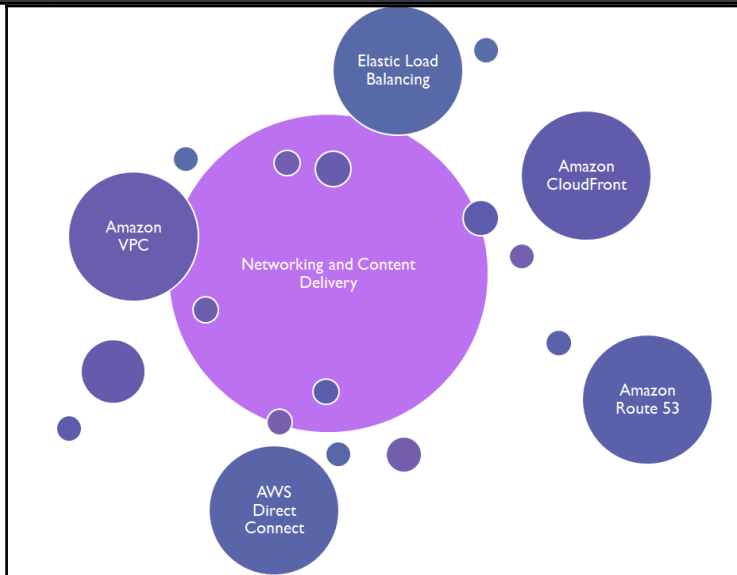 Elastic Load
Balancing
Amazon
CloudFront
Amazon
VPC
Networking and Content
Delivery
Amazon
Route 53
AWS
Direct
Connect